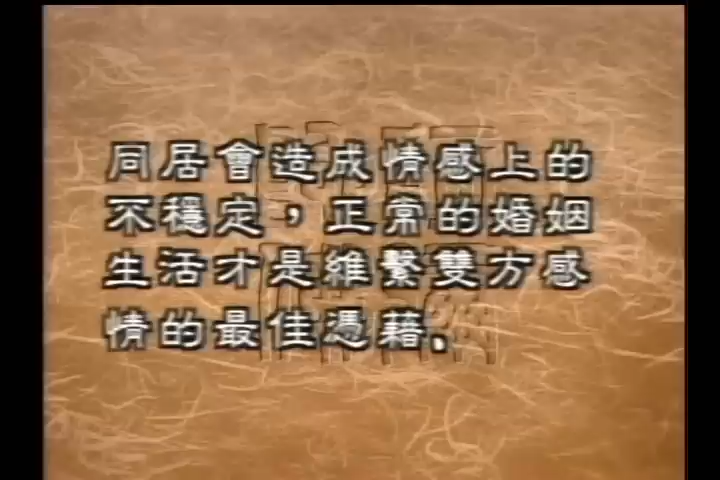 同居會造成情感上的
不穩定，正常的婚姻
生活才是維繫雙方感
情的最佳憑藉.